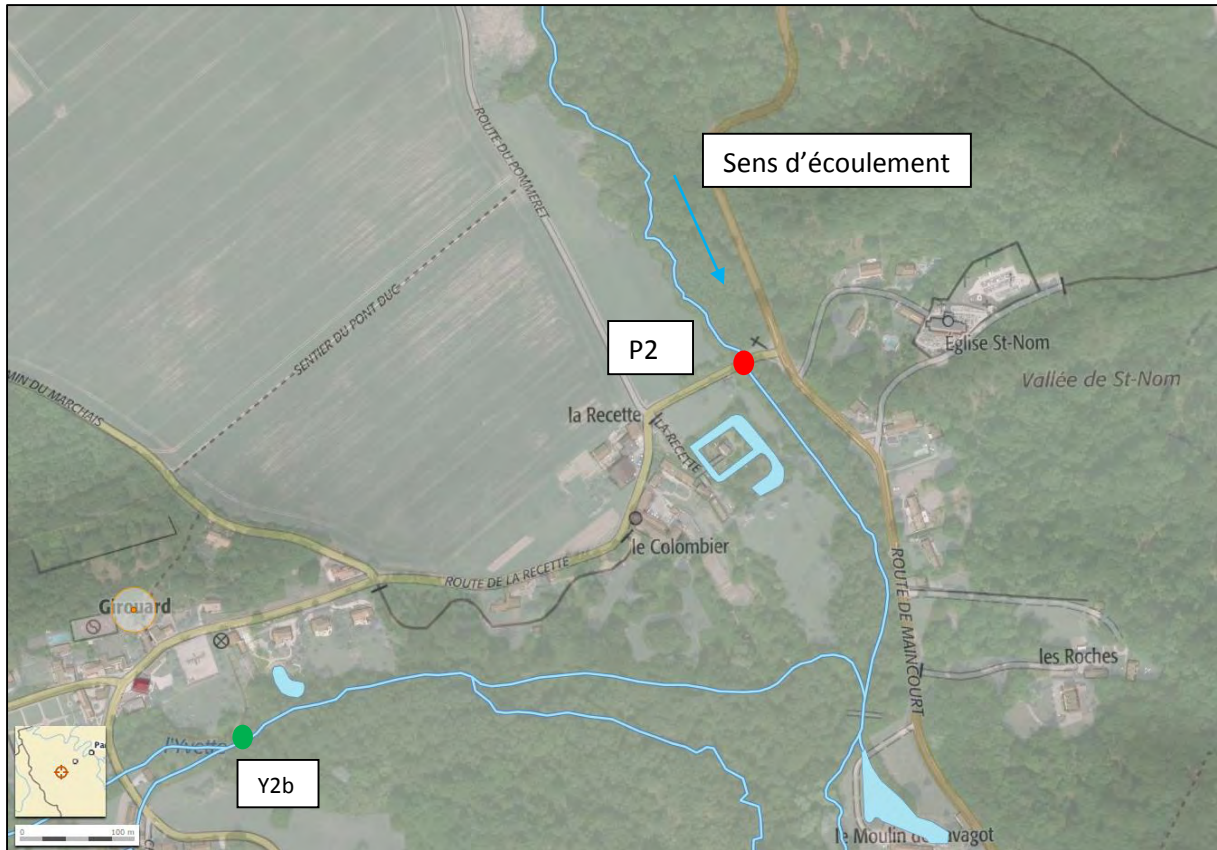 ROUTE DU POMMERET
Sens d'écoulement
SENTIER DU PONT DUC
P2
Eglise St-Nom
Vallée de St-Nom
MIN DU MARCHAIS
la Recette
LA RECETTE
le Colombier
ROUTE DE LA RECETTE
ROUTE DE MAINCOURT
Girouard
les Roches
l'Yvette
Y2b
0 100 m
le Moulin de